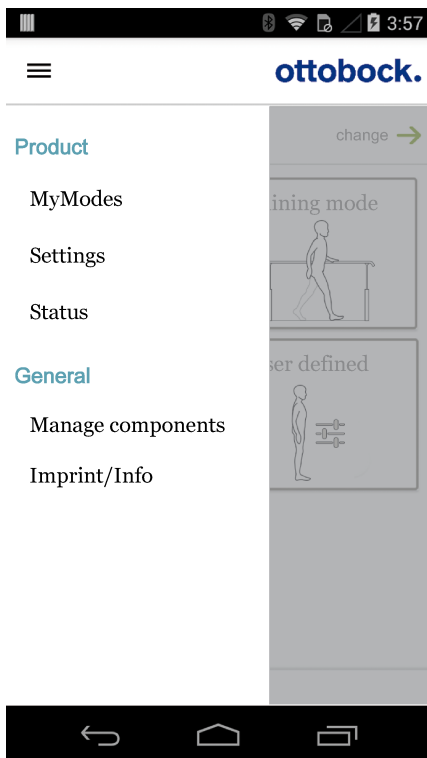 3:57
ottobock.
Product
change
MyModes
ining mode
Settings
Status
ser defined
General
Manage components
Imprint/Info